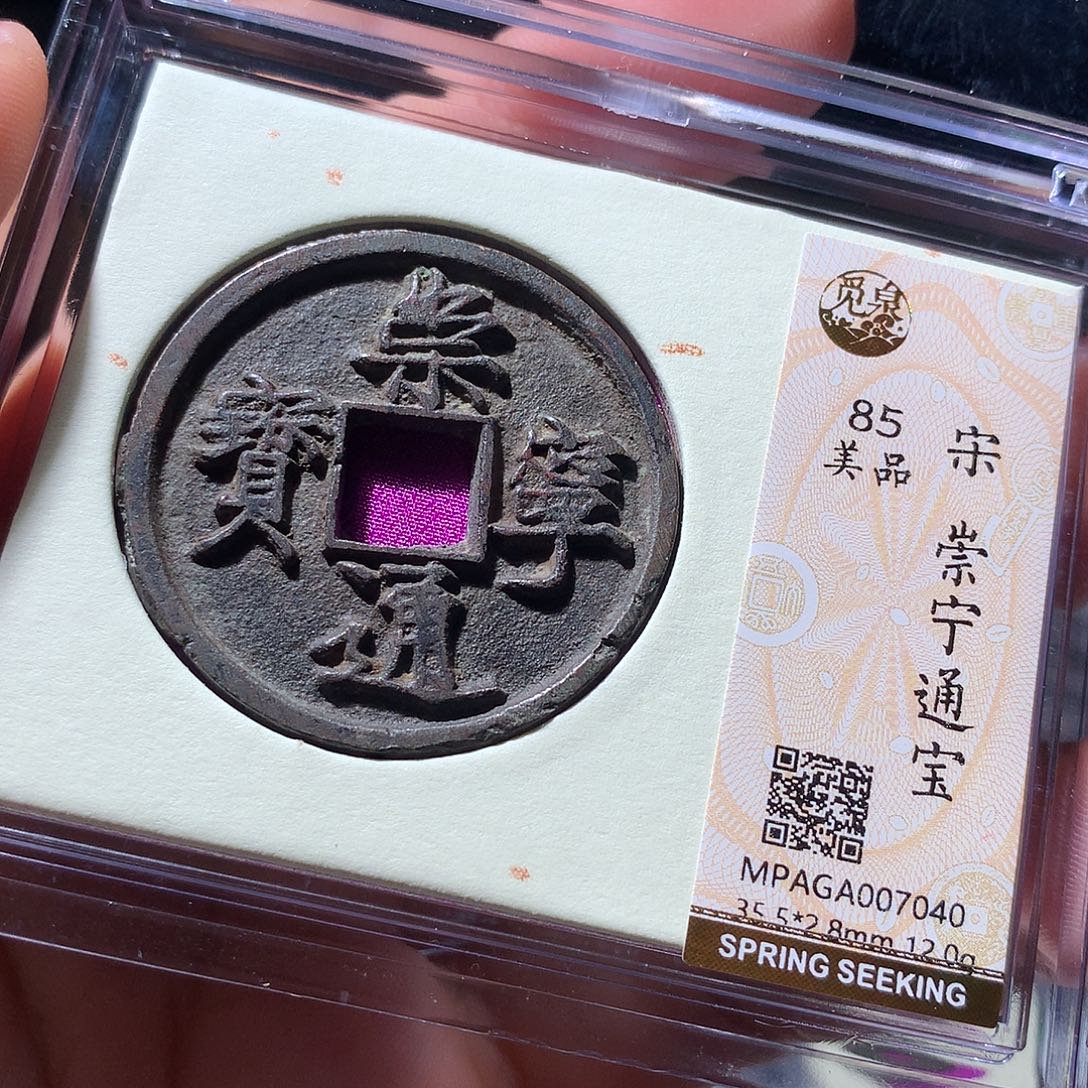 崇寧通寶
觅泉
85
美品
宋 崇宁通宝
MPAGA007040
35.5*2.8mm 12.0g
SPRING SEEKING